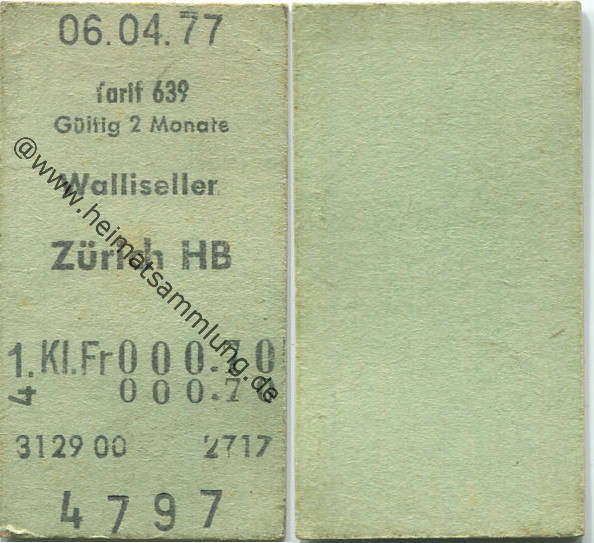 06.04.77
Tarif 639
Gültig 2 Monate
Walliseller
Zürich HB
1. Kl. Fr 000.70
4 000.70
3129 00 2717
4797
@www.heimatsammlung.de